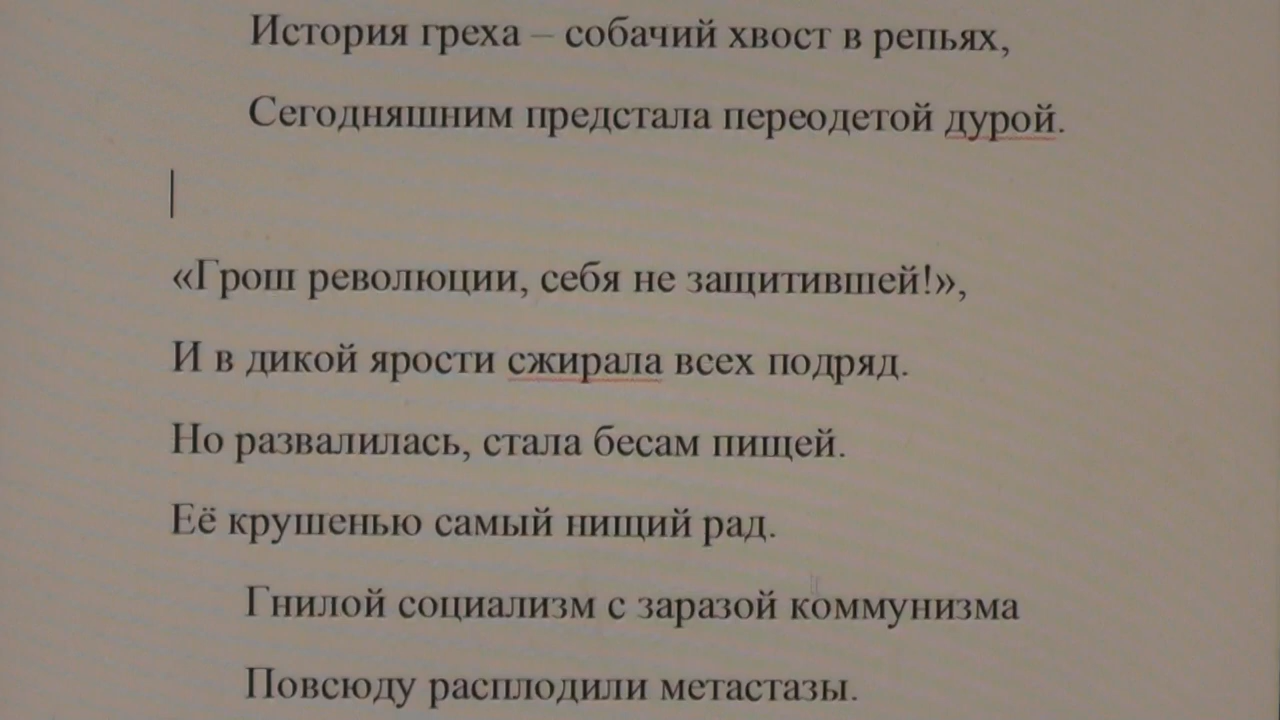 История греха – собачий хвост в репьях,
Сегодняшним предстала переодетой дурой.
«Грош революции, себя не защитившей!»,
И в дикой ярости сжирала всех подряд.
Но развалилась, стала бесам пищей.
Её крушенью самый нищий рад.
Гнилой социализм с заразой коммунизма
Повсюду расплодили метастазы.